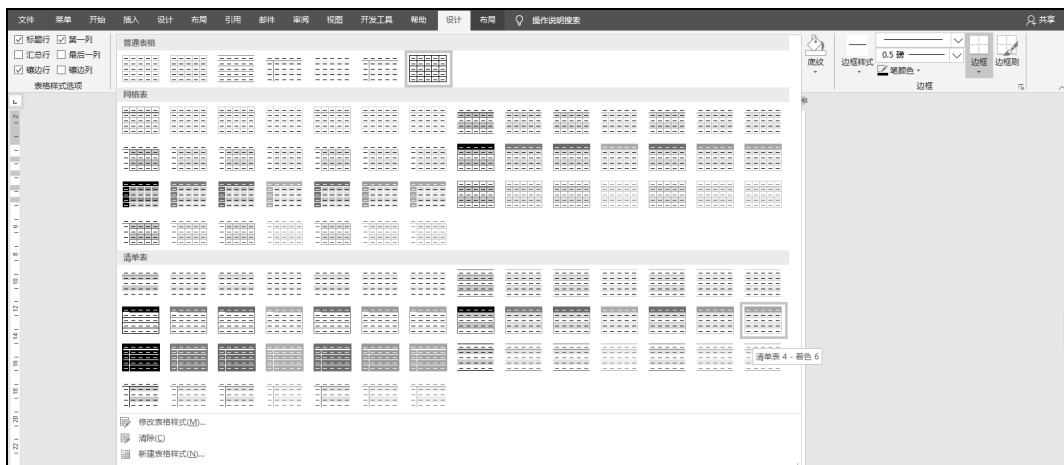 文件 菜单 开始 插入 设计 布局 引用 邮件 审阅 视图 开发工具 帮助 设计 布局 操作说明搜索 共享
标题行 第一列
汇总行 最后一列
镶边行 镶边列
表格样式选项
普通表格
网格表
清单表
清单表 4 - 着色 6
修改表格样式(M)...
清除(C)
新建表格样式(N)...
底纹
边框样式
0.5 磅
笔颜色
边框
边框刷
边框